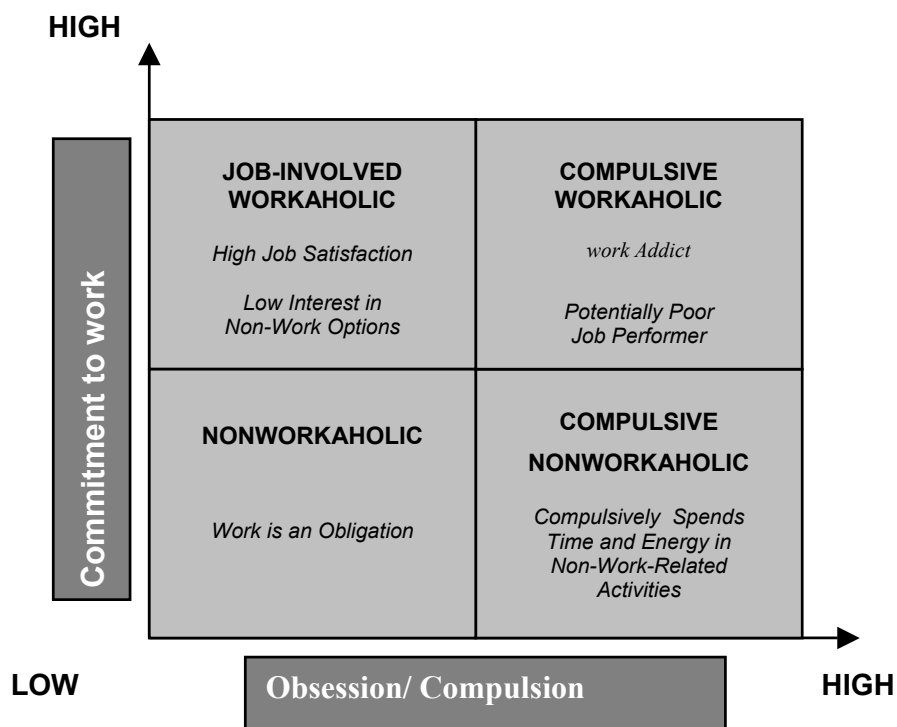 HIGH
Commitment to work
JOB-INVOLVED
WORKAHOLIC
High Job Satisfaction
Low Interest in
Non-Work Options
COMPULSIVE
WORKAHOLIC
work Addict
Potentially Poor
Job Performer
NONWORKAHOLIC
Work is an Obligation
COMPULSIVE
NONWORKAHOLIC
Compulsively Spends
Time and Energy in
Non-Work-Related
Activities
LOW
Obsession/ Compulsion
HIGH